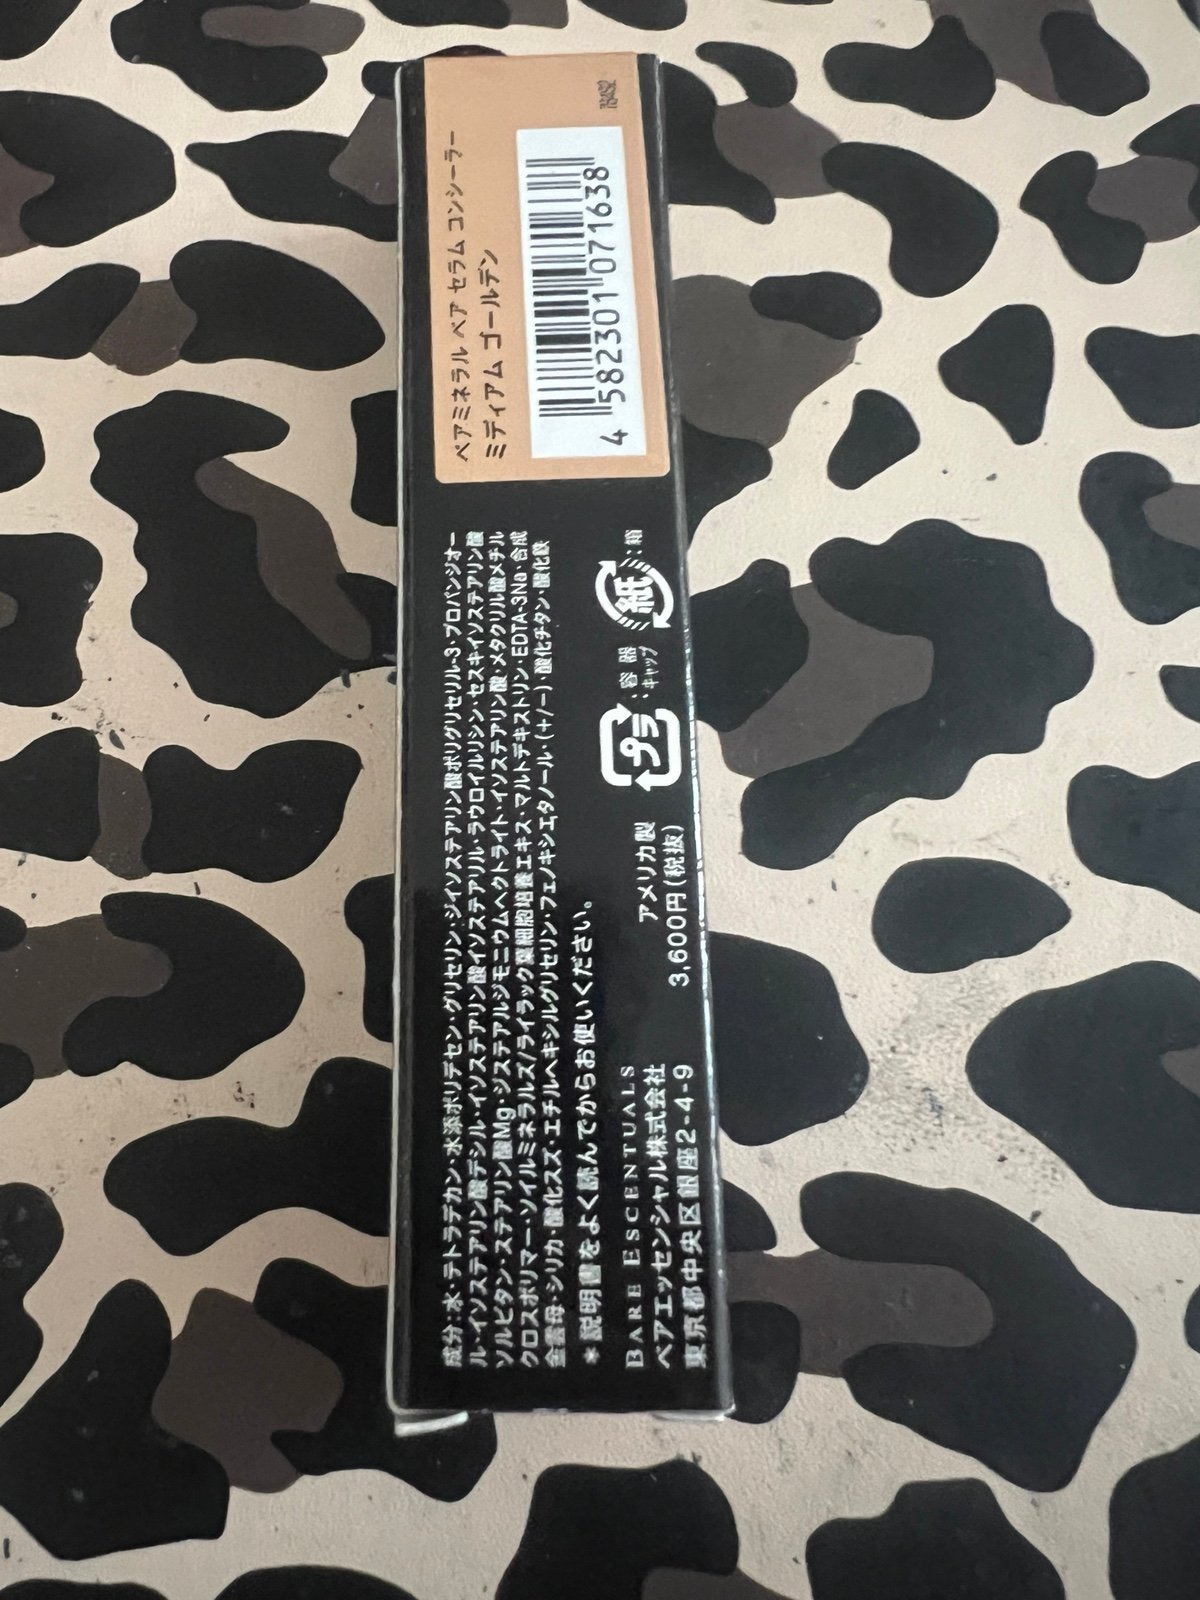 ベアミネラル ベア セラム コンシーラー
ミディアム ゴールデン
4 582301 071638
成分:水・テトラデカン・水添ポリデセン・グリセリン・ジイソステアリン酸ポリグリセリル-3・プロパンジオー
ル・イソステアリン酸デシル・イソステアリン酸イソステアリル・ラウロイルリシン・セスキイソステアリン酸
ソルビタン・ステアリン酸Mg・ジステアルジモニウムヘクトライト・イソステアリン酸・メタクリル酸メチル
クロスポリマー・ソイルミネラルズ/ライラック葉細胞培養エキス・マルトデキストリン・EDTA-3Na・合成
金雲母・シリカ・酸化スズ・エチルヘキシルグリセリン・フェノキシエタノール・(+/-)・酸化チタン・酸化鉄
*説明書をよく読んでからお使いください。
BARE ESCENTUALS
ベアエッセンシャル株式会社
東京都中央区銀座2-4-9
アメリカ製
3,600円(税抜)
プラ :容器
:キャップ
紙 :箱